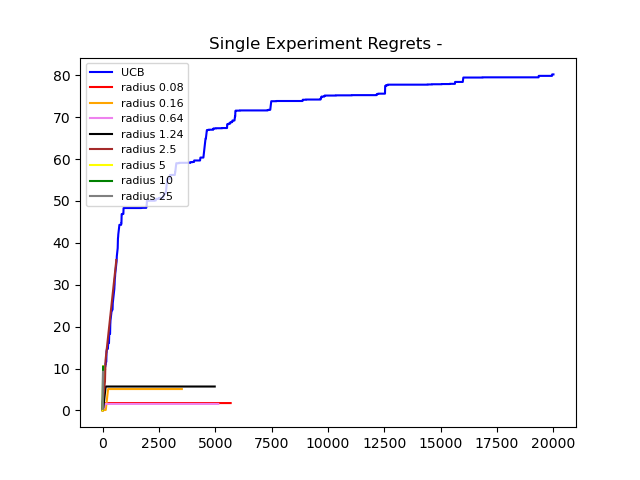 Single Experiment Regrets -
80
70
60
50
40
30
20
10
0
UCB
radius 0.08
radius 0.16
radius 0.64
radius 1.24
radius 2.5
radius 5
radius 10
radius 25
0 2500 5000 7500 10000 12500 15000 17500 20000